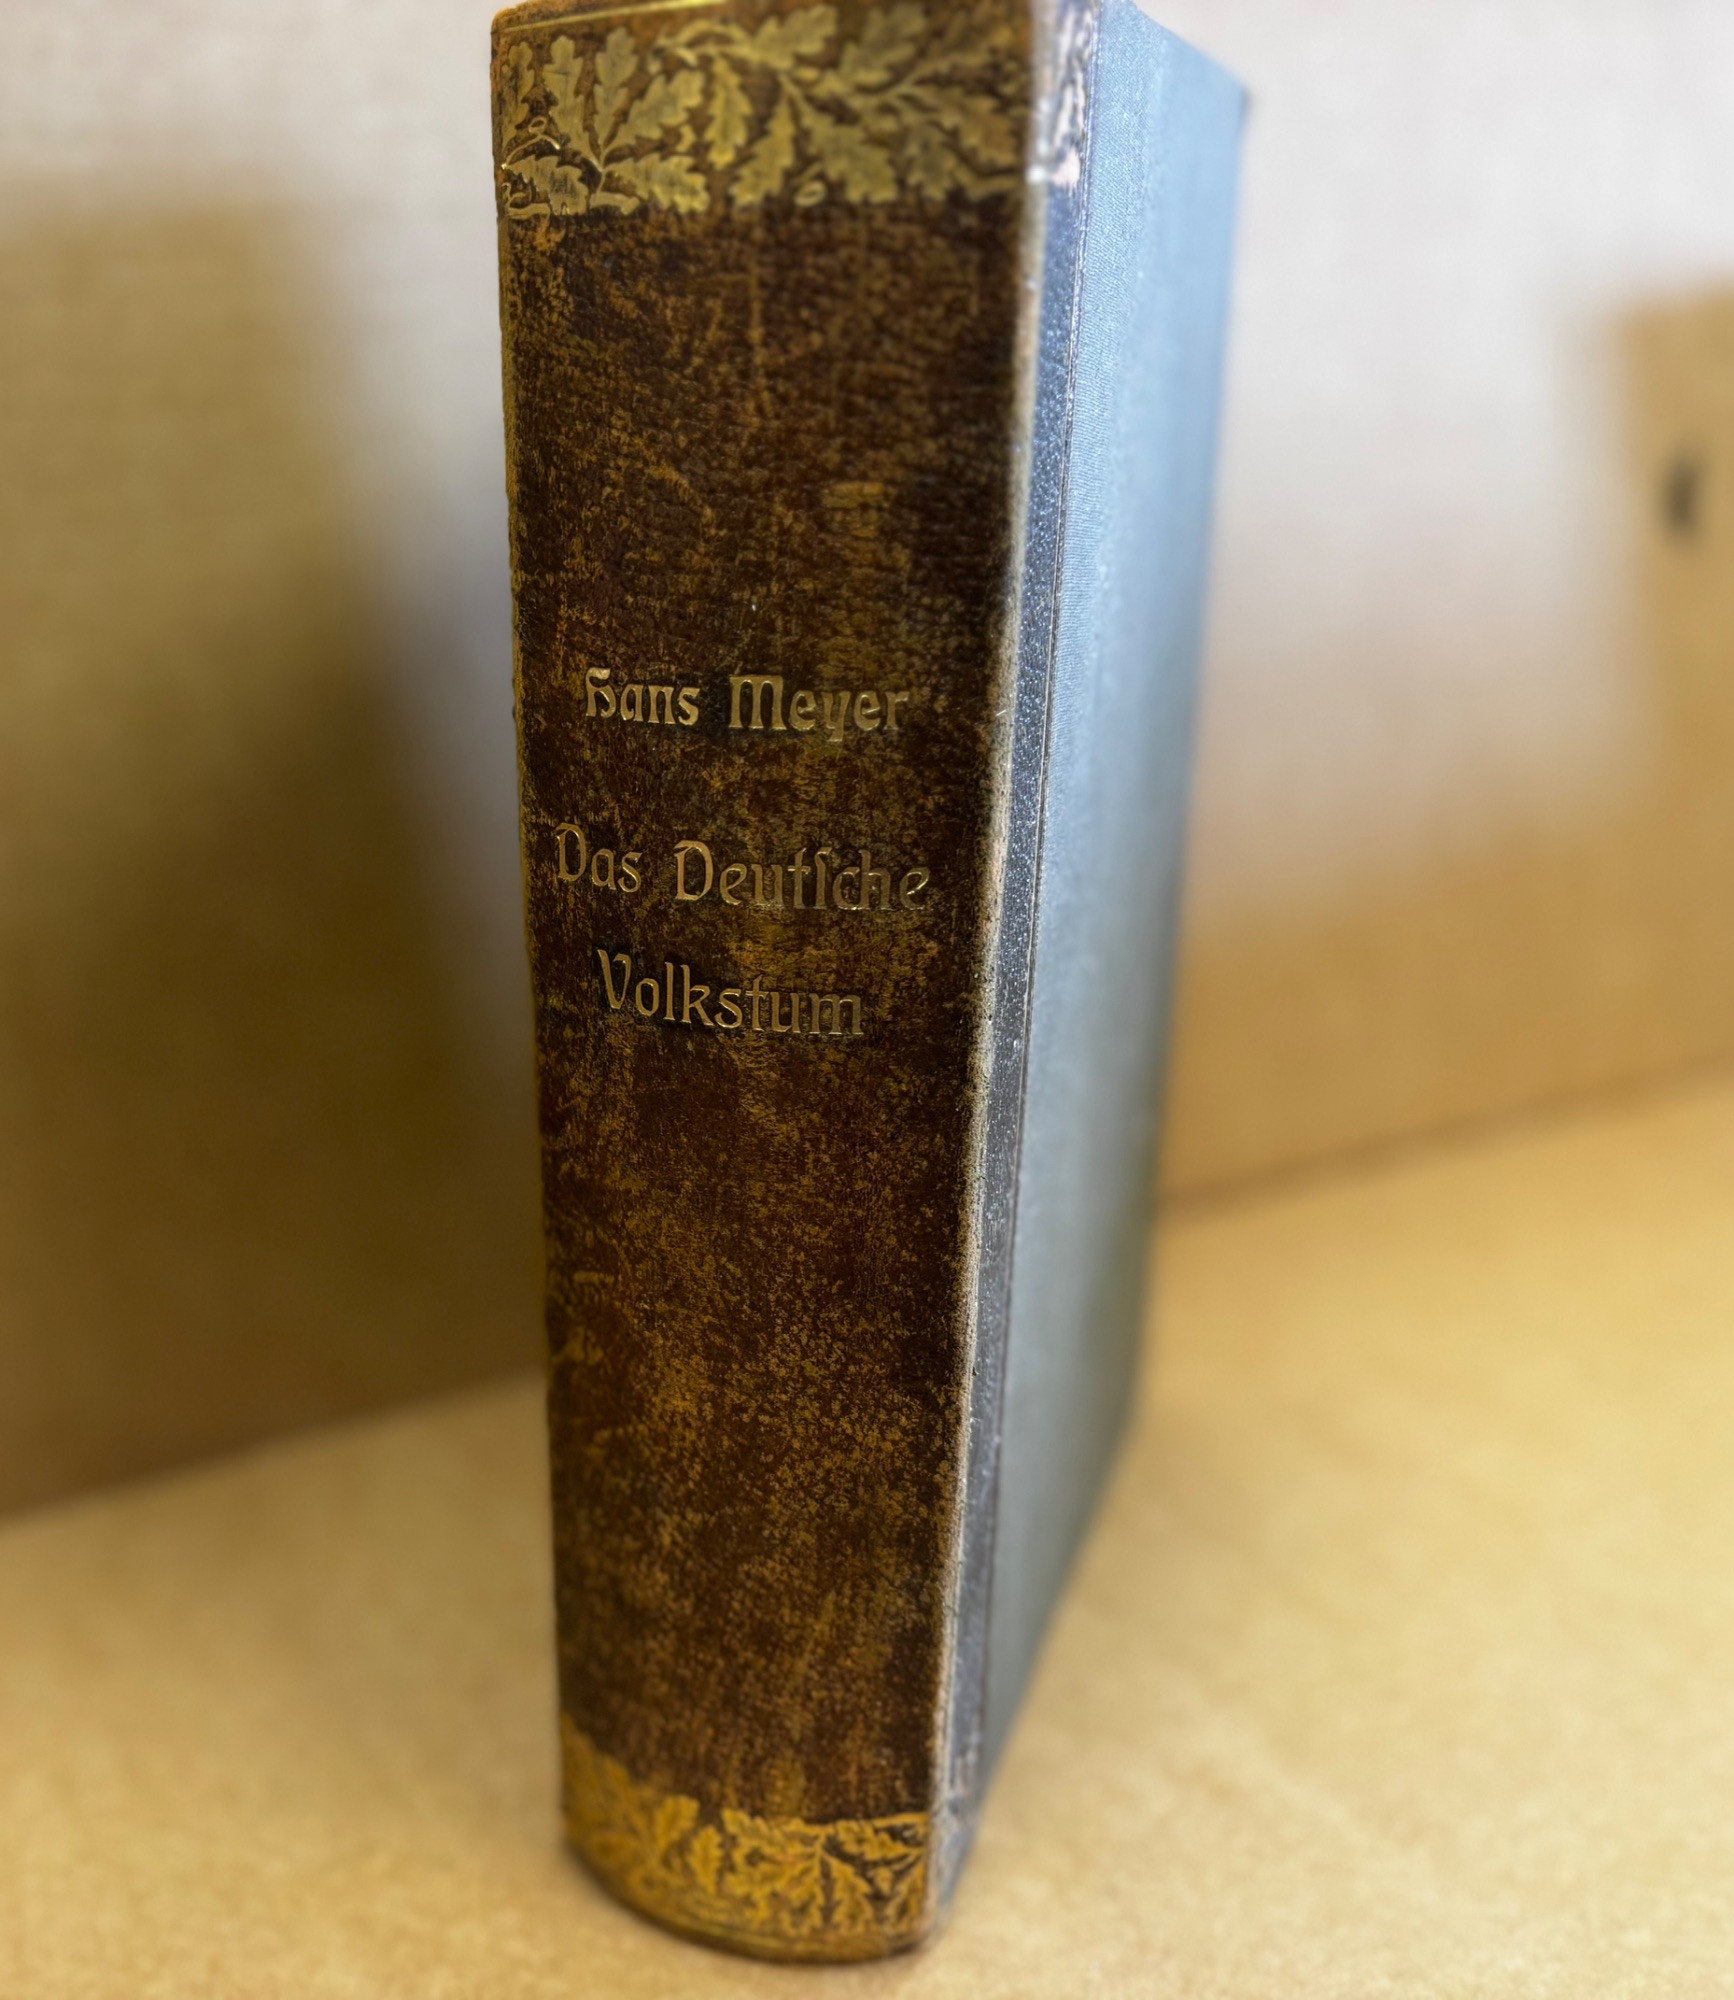 Hans Meyer
Das Deutſche
Volkstum